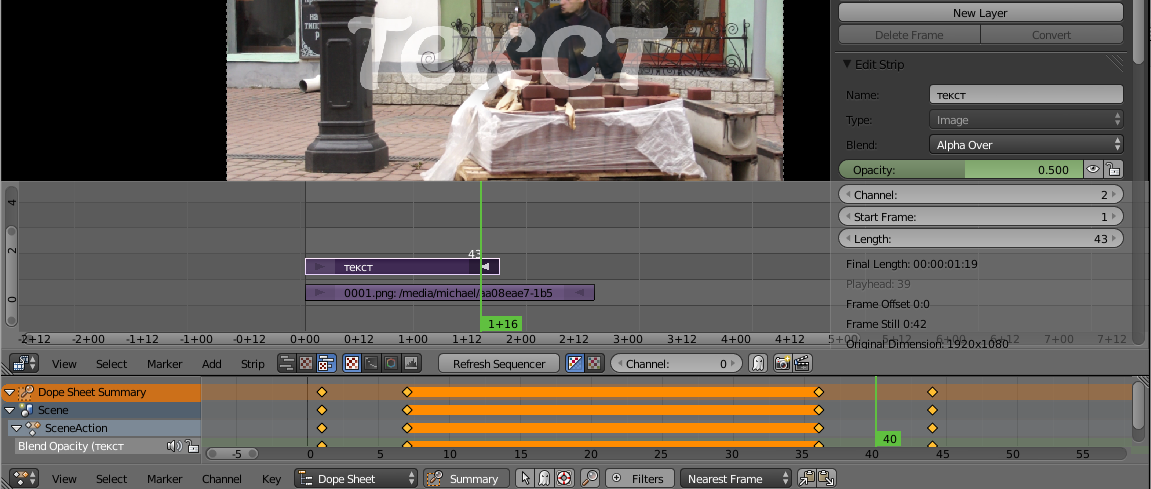 Текст
New Layer
Delete Frame
Convert
Edit Strip
Name:
текст
Type:
Image
Blend:
Alpha Over
Opacity:
0.500
Channel:
2
Start Frame:
1
Length:
43
Final Length: 00:00:01:19
Playhead: 39
Frame Offset 0:0
Frame Still 0:42
Original Dimension: 1920x1080
4
2
0
43
текст
0001.png: /media/michael/aa08eae7-1b5
1+16
-2+12
-2+00
-1+12
-1+00
-0+12
0+00
0+12
1+00
1+12
2+00
2+12
3+00
3+12
4+00
4+12
5+00
5+12
6+00
6+12
7+00
7+12
View
Select
Marker
Add
Strip
Refresh Sequencer
Channel:
0
Dope Sheet Summary
Scene
SceneAction
Blend Opacity (текст
-5
0
5
10
15
20
25
30
35
40
45
50
55
40
View
Select
Marker
Channel
Key
Dope Sheet
Summary
Filters
Nearest Frame